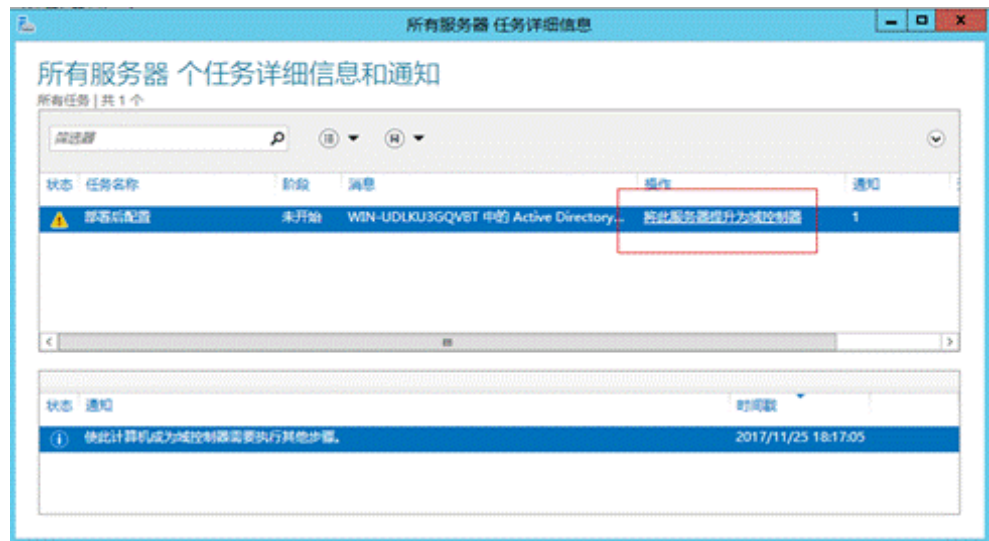 所有服务器 任务详细信息
所有服务器 个任务详细信息和通知
所有任务 | 共 1 个
筛选器
状态 任务名称 阶段 消息 操作 通知
部署后配置 未开始 WIN-UDLKU3GQVBT 中的 Active Directory... 将此服务器提升为域控制器 1
状态 通知 时间戳
使此计算机成为域控制器需要执行其他步骤。 2017/11/25 18:17:05